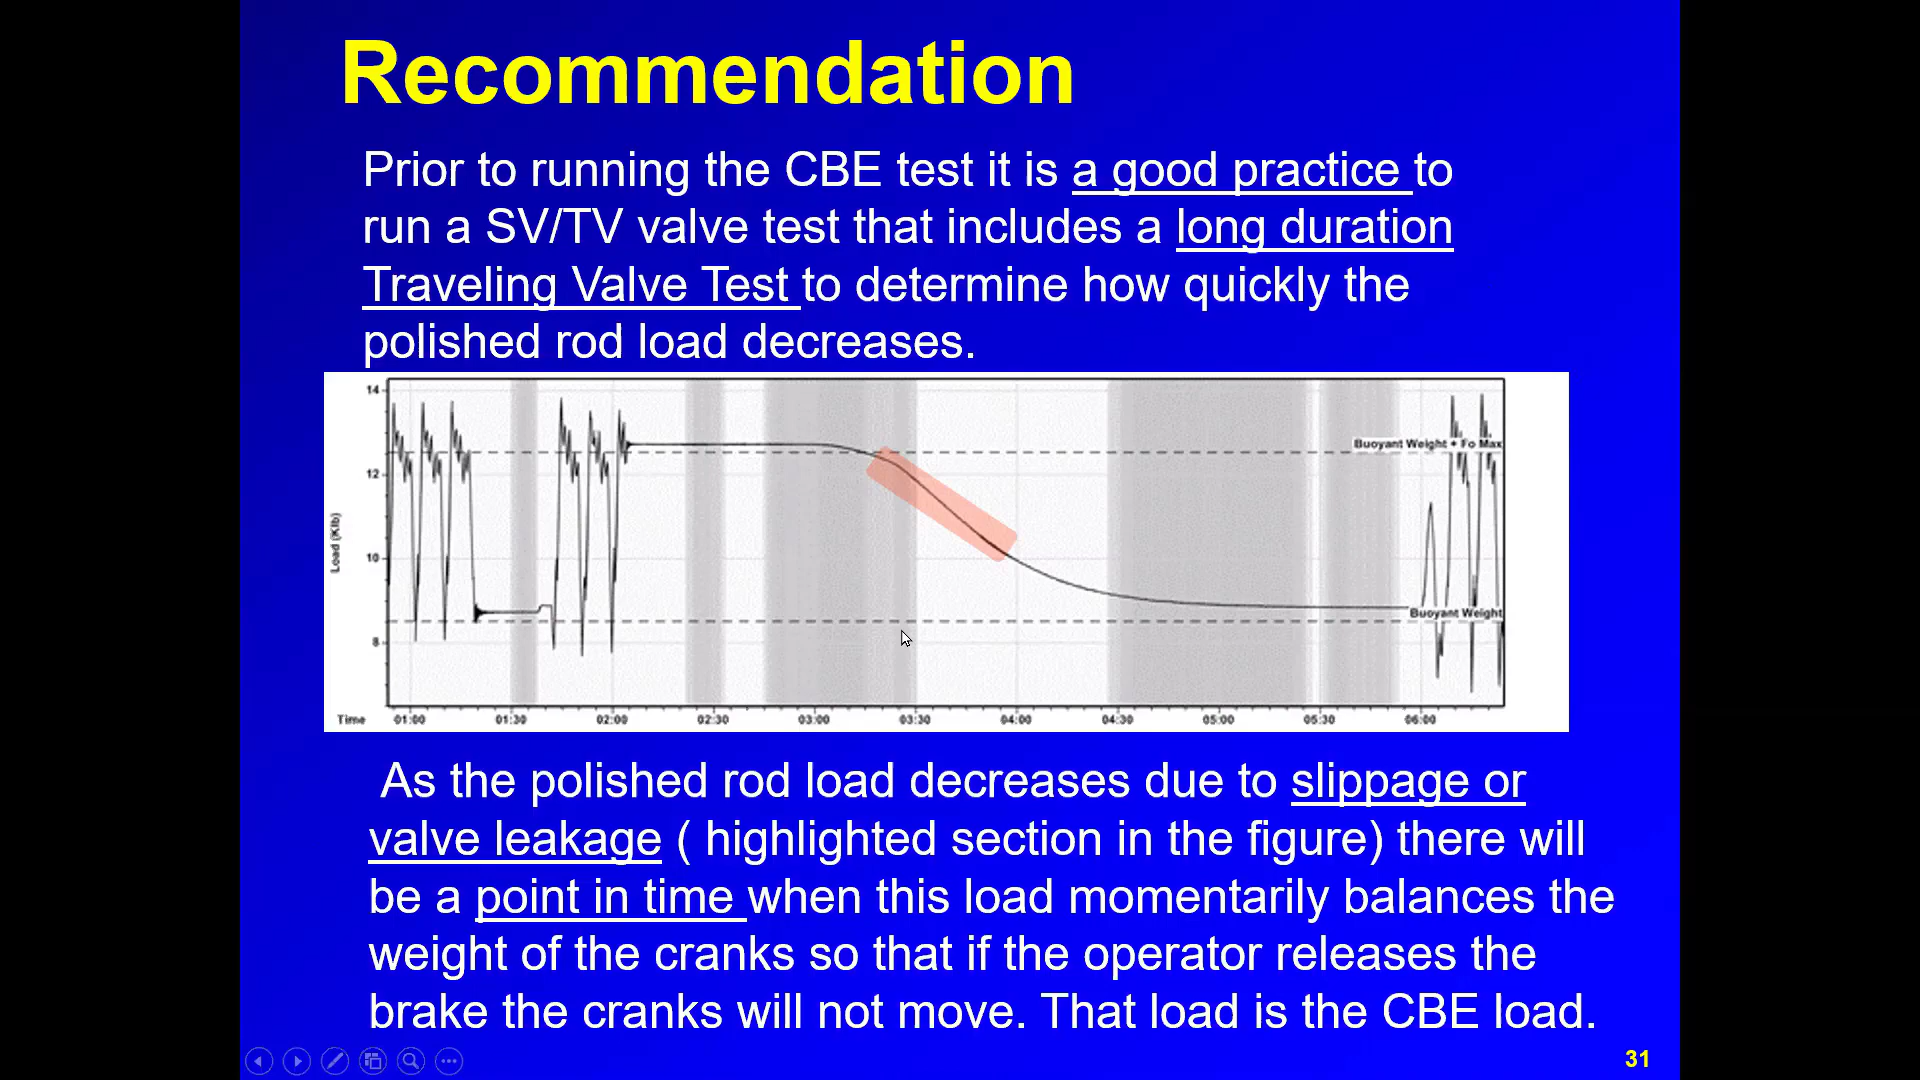 Recommendation
Prior to running the CBE test it is a good practice to
run a SV/TV valve test that includes a long duration
Traveling Valve Test to determine how quickly the
polished rod load decreases.
14
12
10
8
Load (Klb)
Buoyant Weight + Fo Max
Buoyant Weight
Time 01:00 01:30 02:00 02:30 03:00 03:30 04:00 04:30 05:00 05:30 06:00
As the polished rod load decreases due to slippage or
valve leakage ( highlighted section in the figure) there will
be a point in time when this load momentarily balances the
weight of the cranks so that if the operator releases the
brake the cranks will not move. That load is the CBE load.
31